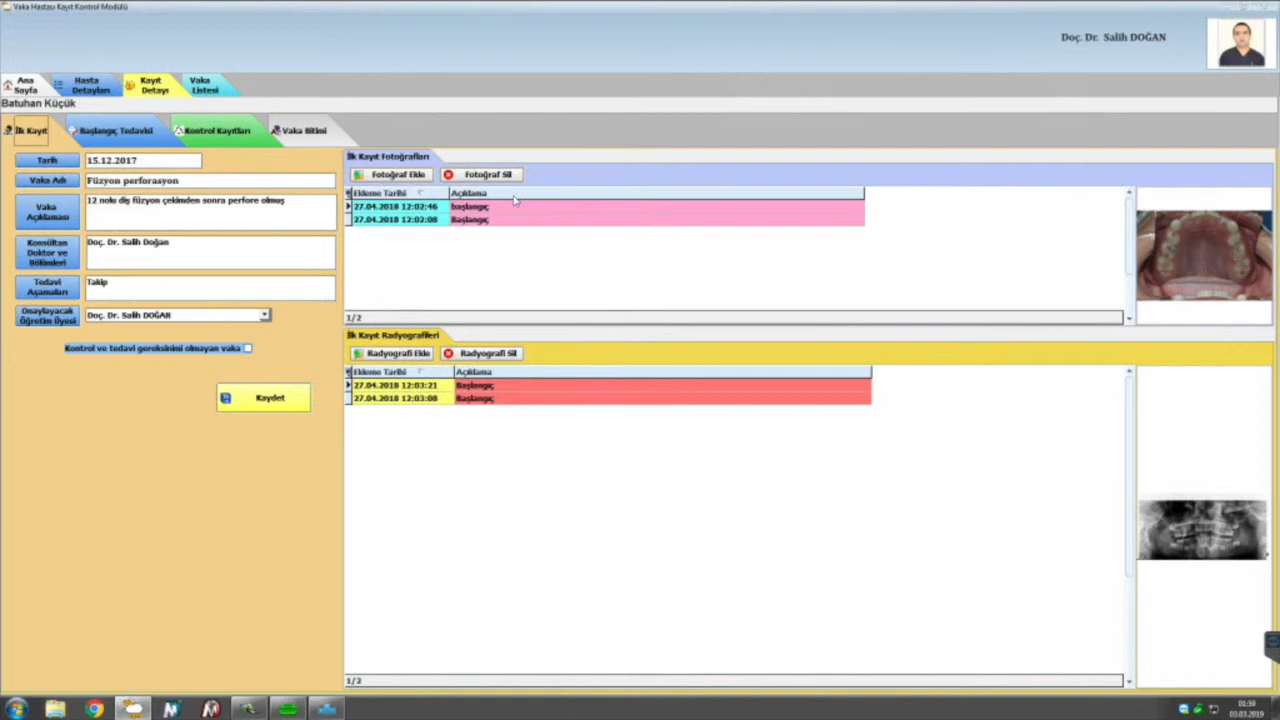 Vaka Hastası Kayıt Kontrol Modülü
Doç. Dr. Salih DOĞAN
Ana Sayfa
Hasta Detayları
Kayıt Detayı
Vaka Listesi
Batuhan Küçük
İlk Kayıt
Başlangıç Tedavisi
Kontrol Kayıtları
Vaka Bitimi
Tarih
15.12.2017
Vaka Adı
Füzyon perforasyon
Vaka Açıklaması
12 nolu diş füzyon çekimden sonra perfore olmuş
Konsültan Doktor ve Bölümleri
Doç. Dr. Salih Doğan
Tedavi Aşamaları
Takip
Onaylayacak Öğretim Üyesi
Doç. Dr. Salih DOĞAN
Kontrol ve tedavi gereksinimi olmayan vaka
Kaydet
İlk Kayıt Fotoğrafları
Fotoğraf Ekle
Fotoğraf Sil
Ekleme Tarihi
Açıklama
27.04.2018 12:02:46
başlangıç
27.04.2018 12:02:08
Başlangıç
1/2
İlk Kayıt Radyografileri
Radyografi Ekle
Radyografi Sil
Ekleme Tarihi
Açıklama
27.04.2018 12:03:21
Başlangıç
27.04.2018 12:03:08
Başlangıç
1/2
01:59
03.03.2019